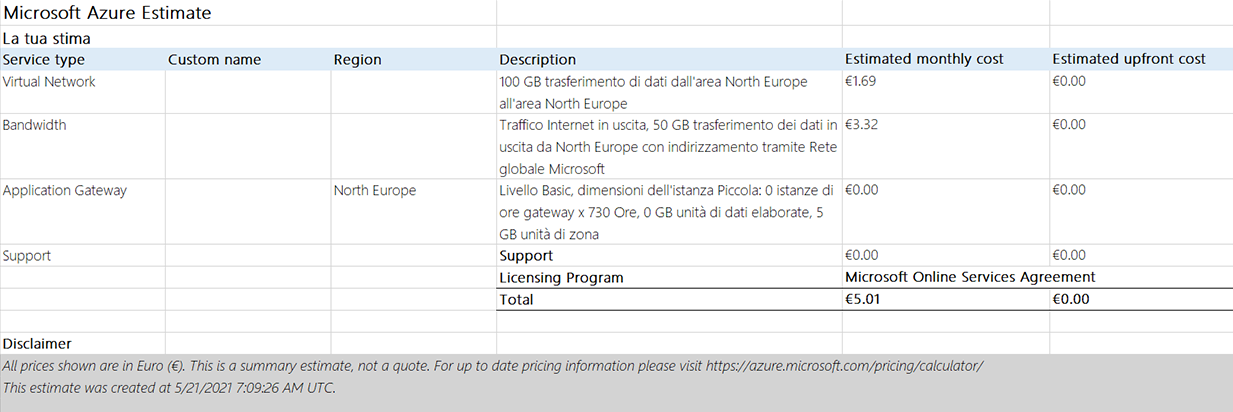 Microsoft Azure Estimate
La tua stima
Service type Custom name Region Description Estimated monthly cost Estimated upfront cost
Virtual Network 100 GB trasferimento di dati dall'area North Europe €1.69 €0.00
all'area North Europe
Bandwidth Traffico Internet in uscita, 50 GB trasferimento dei dati in €3.32 €0.00
uscita da North Europe con indirizzamento tramite Rete
globale Microsoft
Application Gateway North Europe Livello Basic, dimensioni dell'istanza Piccola: 0 istanze di €0.00 €0.00
ore gateway x 730 Ore, 0 GB unità di dati elaborate, 5
GB unità di zona
Support Support €0.00 €0.00
Licensing Program Microsoft Online Services Agreement
Total €5.01 €0.00
Disclaimer
All prices shown are in Euro (€). This is a summary estimate, not a quote. For up to date pricing information please visit https://azure.microsoft.com/pricing/calculator/
This estimate was created at 5/21/2021 7:09:26 AM UTC.